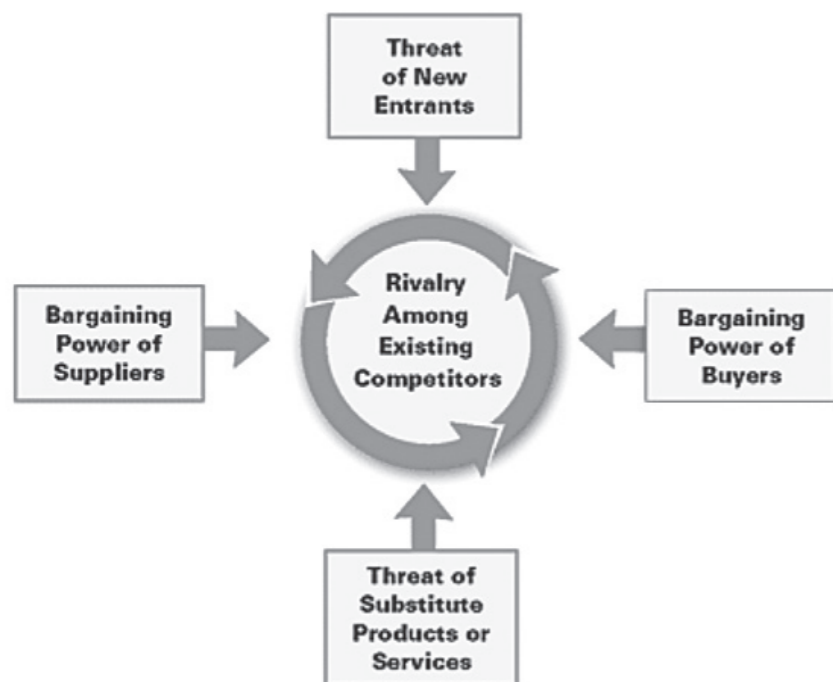 Threat
of New
Entrants
Rivalry
Among
Existing
Competitors
Bargaining
Power of
Suppliers
Bargaining
Power of
Buyers
Threat of
Substitute
Products or
Services